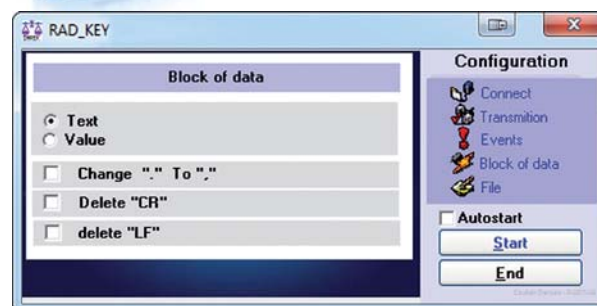 RAD_KEY
Block of data
Text
Value
Change "." To ","
Delete "CR"
delete "LF"
Configuration
Connect
Transmition
Events
Block of data
File
Autostart
Start
End